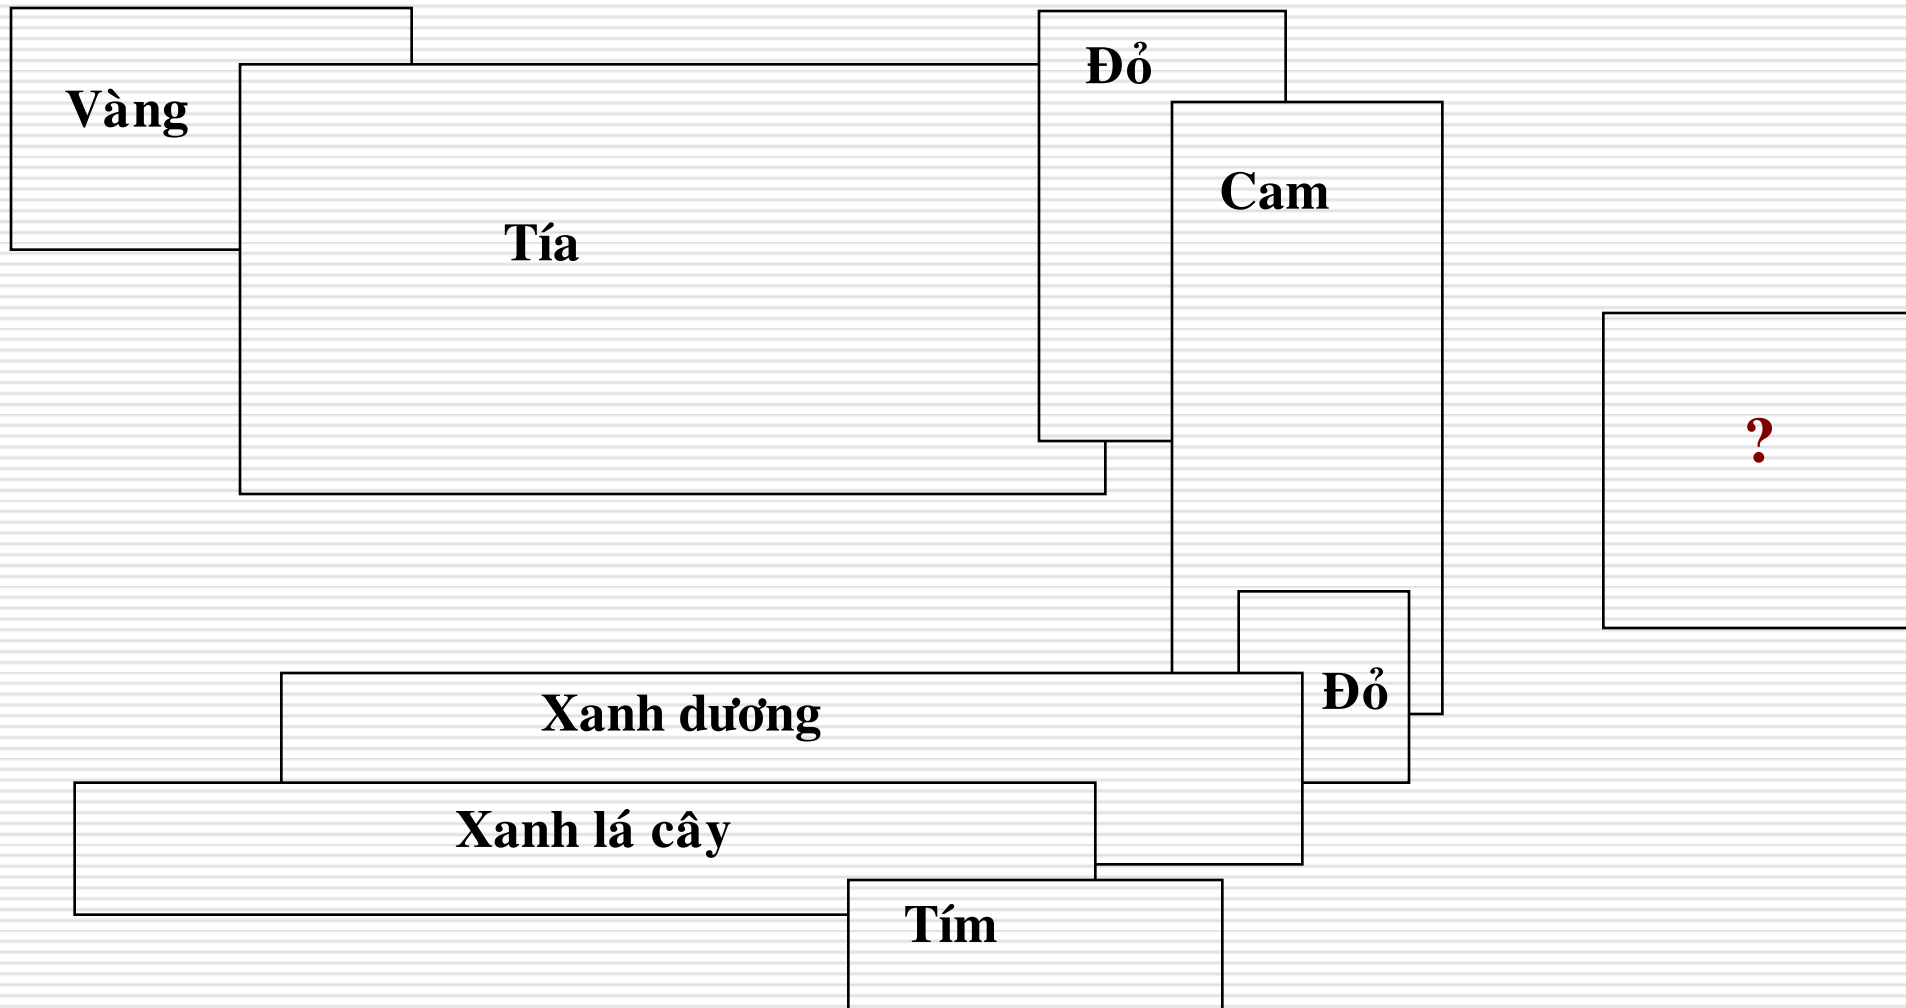 Đỏ
Vàng
Cam
Tía
?
Đỏ
Xanh dương
Xanh lá cây
Tím